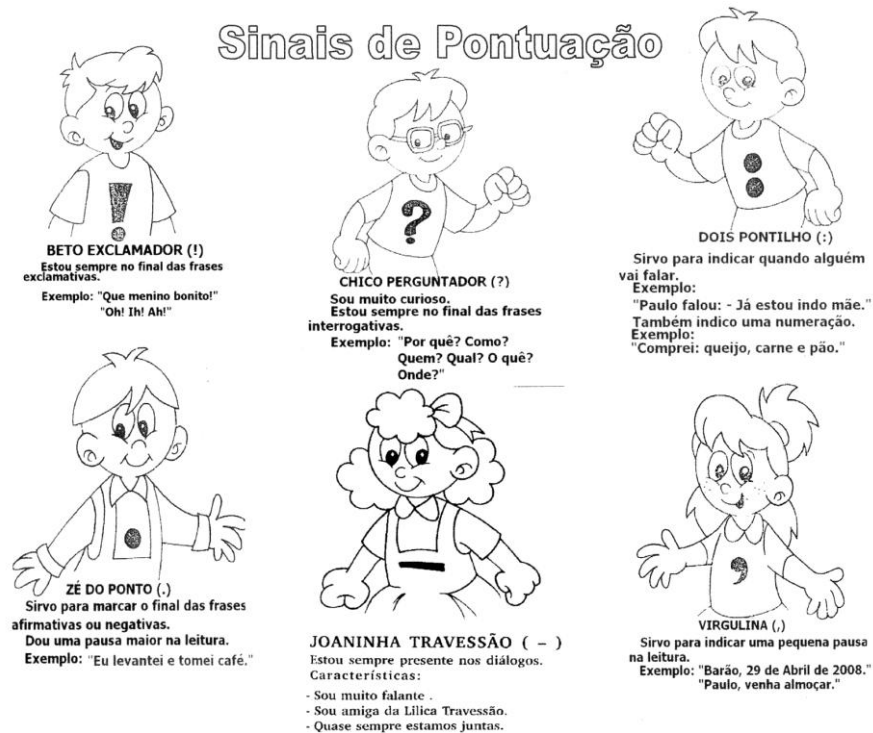 Sinais de Pontuação
!
BETO EXCLAMADOR (!)
Estou sempre no final das frases
exclamativas.
Exemplo: "Que menino bonito!"
"Oh! Ih! Ah!"
?
CHICO PERGUNTADOR (?)
Sou muito curioso.
Estou sempre no final das frases
interrogativas.
Exemplo: "Por quê? Como?
Quem? Qual? O quê?
Onde?"
:
DOIS PONTILHO (:)
Sirvo para indicar quando alguém
vai falar.
Exemplo:
"Paulo falou: - Já estou indo mãe."
Também indico uma numeração.
Exemplo:
"Comprei: queijo, carne e pão."
.
ZÉ DO PONTO (.)
Sirvo para marcar o final das frases
afirmativas ou negativas.
Dou uma pausa maior na leitura.
Exemplo: "Eu levantei e tomei café."
–
JOANINHA TRAVESSÃO ( – )
Estou sempre presente nos diálogos.
Características:
- Sou muito falante .
- Sou amiga da Lilica Travessão.
- Quase sempre estamos juntas.
,
VIRGULINA (,)
Sirvo para indicar uma pequena pausa
na leitura.
Exemplo: "Barão, 29 de Abril de 2008."
"Paulo, venha almoçar."